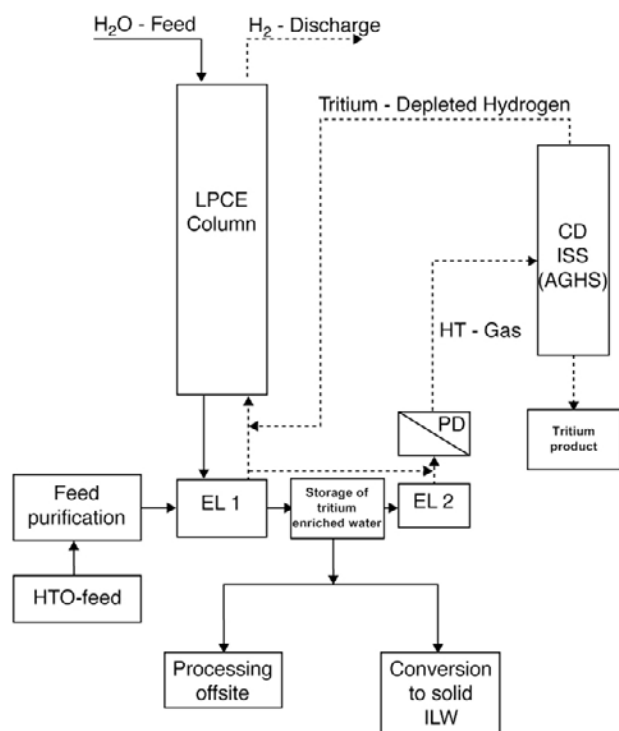 H₂O - Feed
H₂ - Discharge
Tritium - Depleted Hydrogen
LPCE
Column
CD
ISS
(AGHS)
HT - Gas
PD
Tritium
product
Feed
purification
EL 1
Storage of
tritium
enriched water
EL 2
HTO-feed
Processing
offsite
Conversion
to solid
ILW